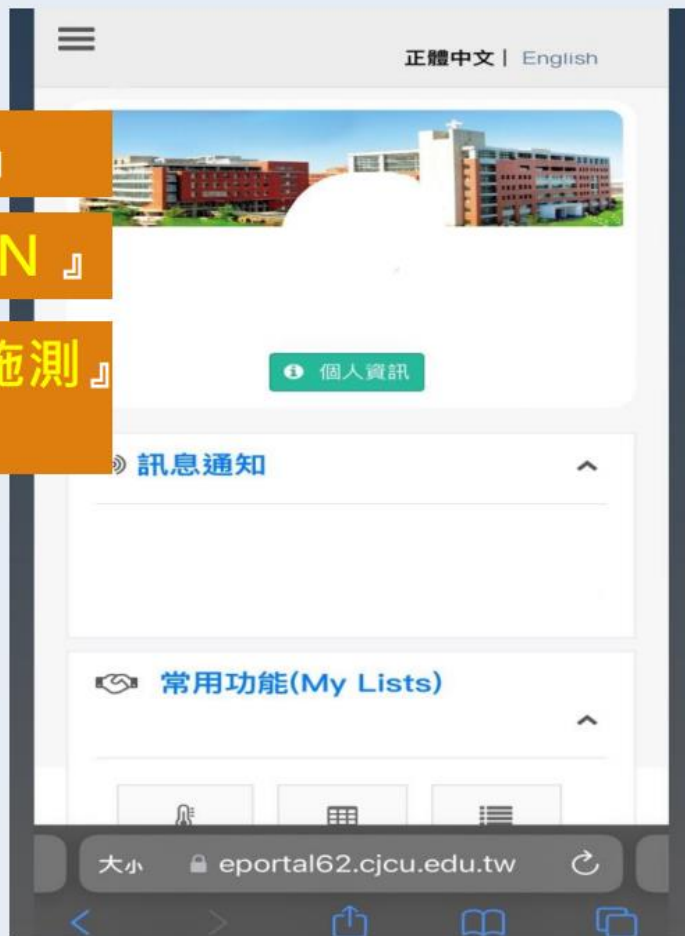 正體中文 | English
』
N 』
施測』
個人資訊
訊息通知
常用功能(My Lists)
大小 eportal62.cjcu.edu.tw